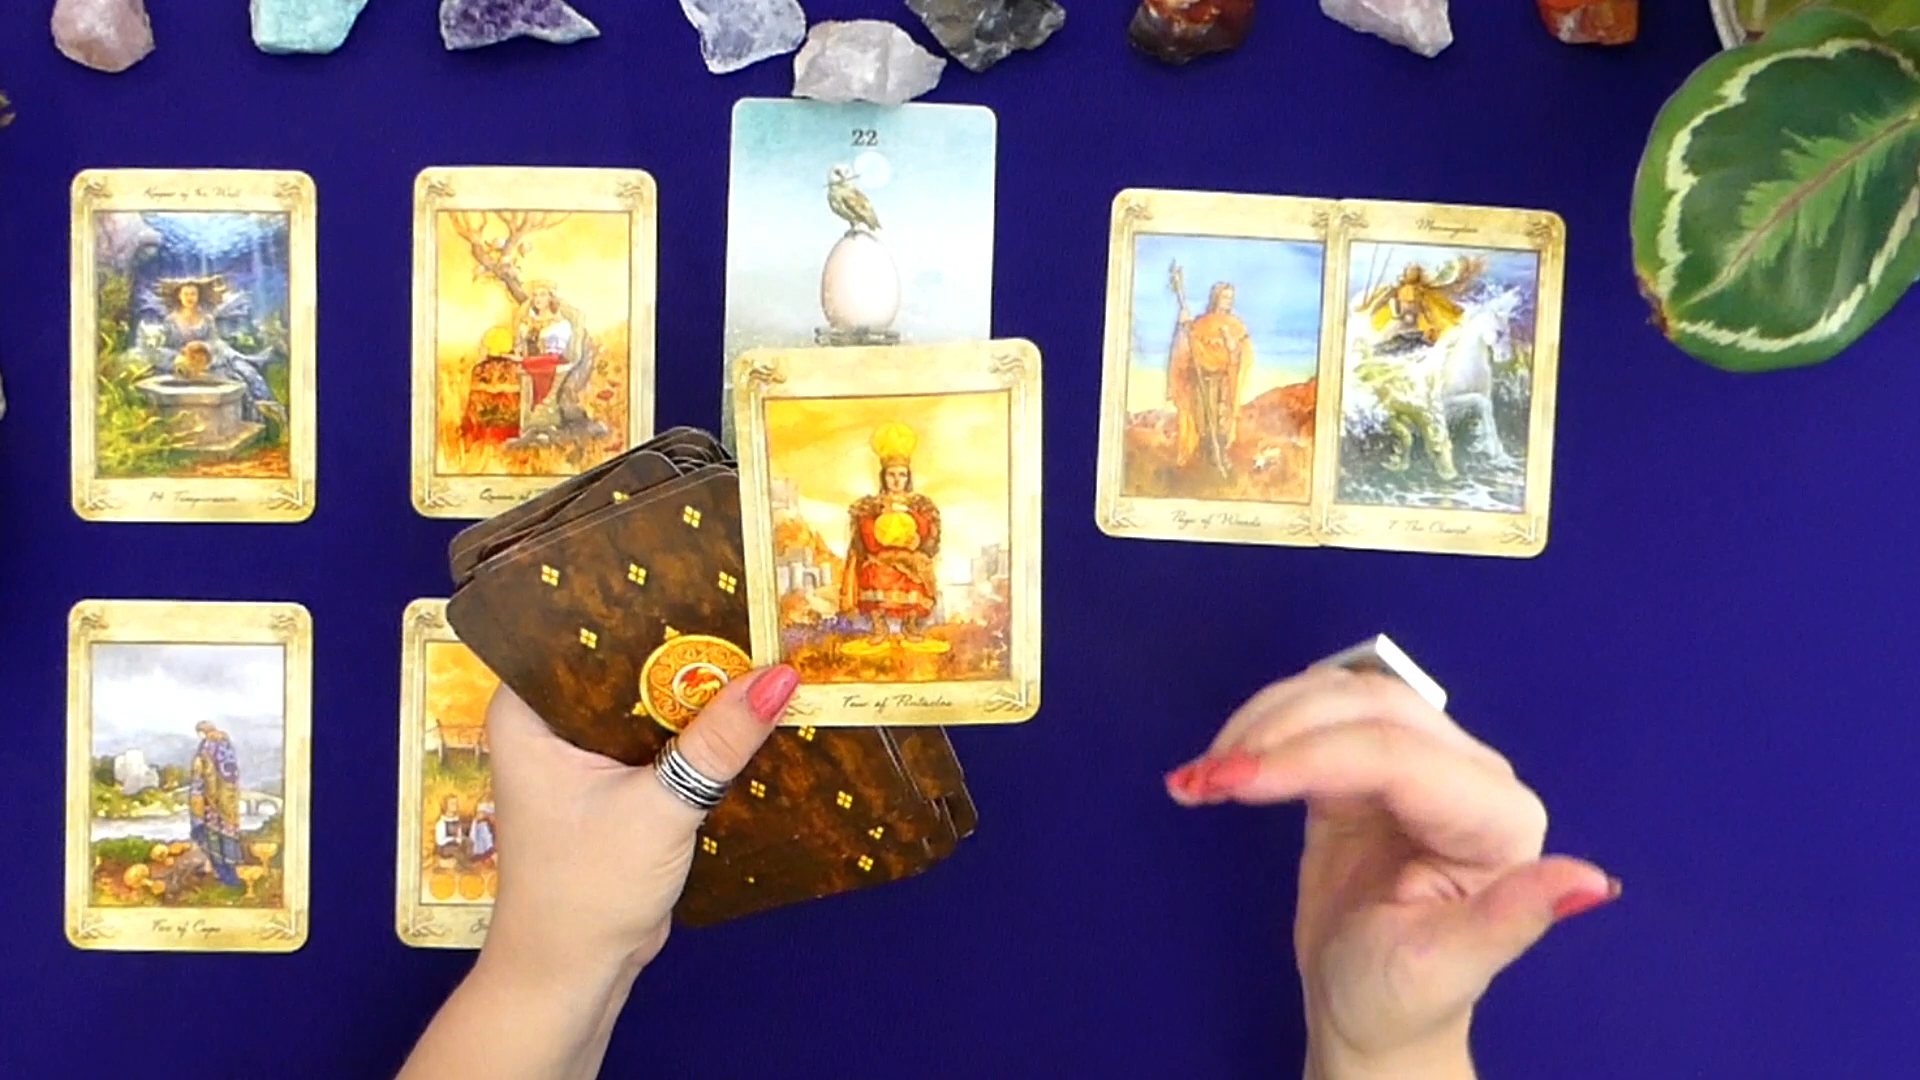 Keeper of the Well
14 Temperance
Queen of
22
Page of Wands
7 The Chariot
Four of Pentacles
Five of Cups